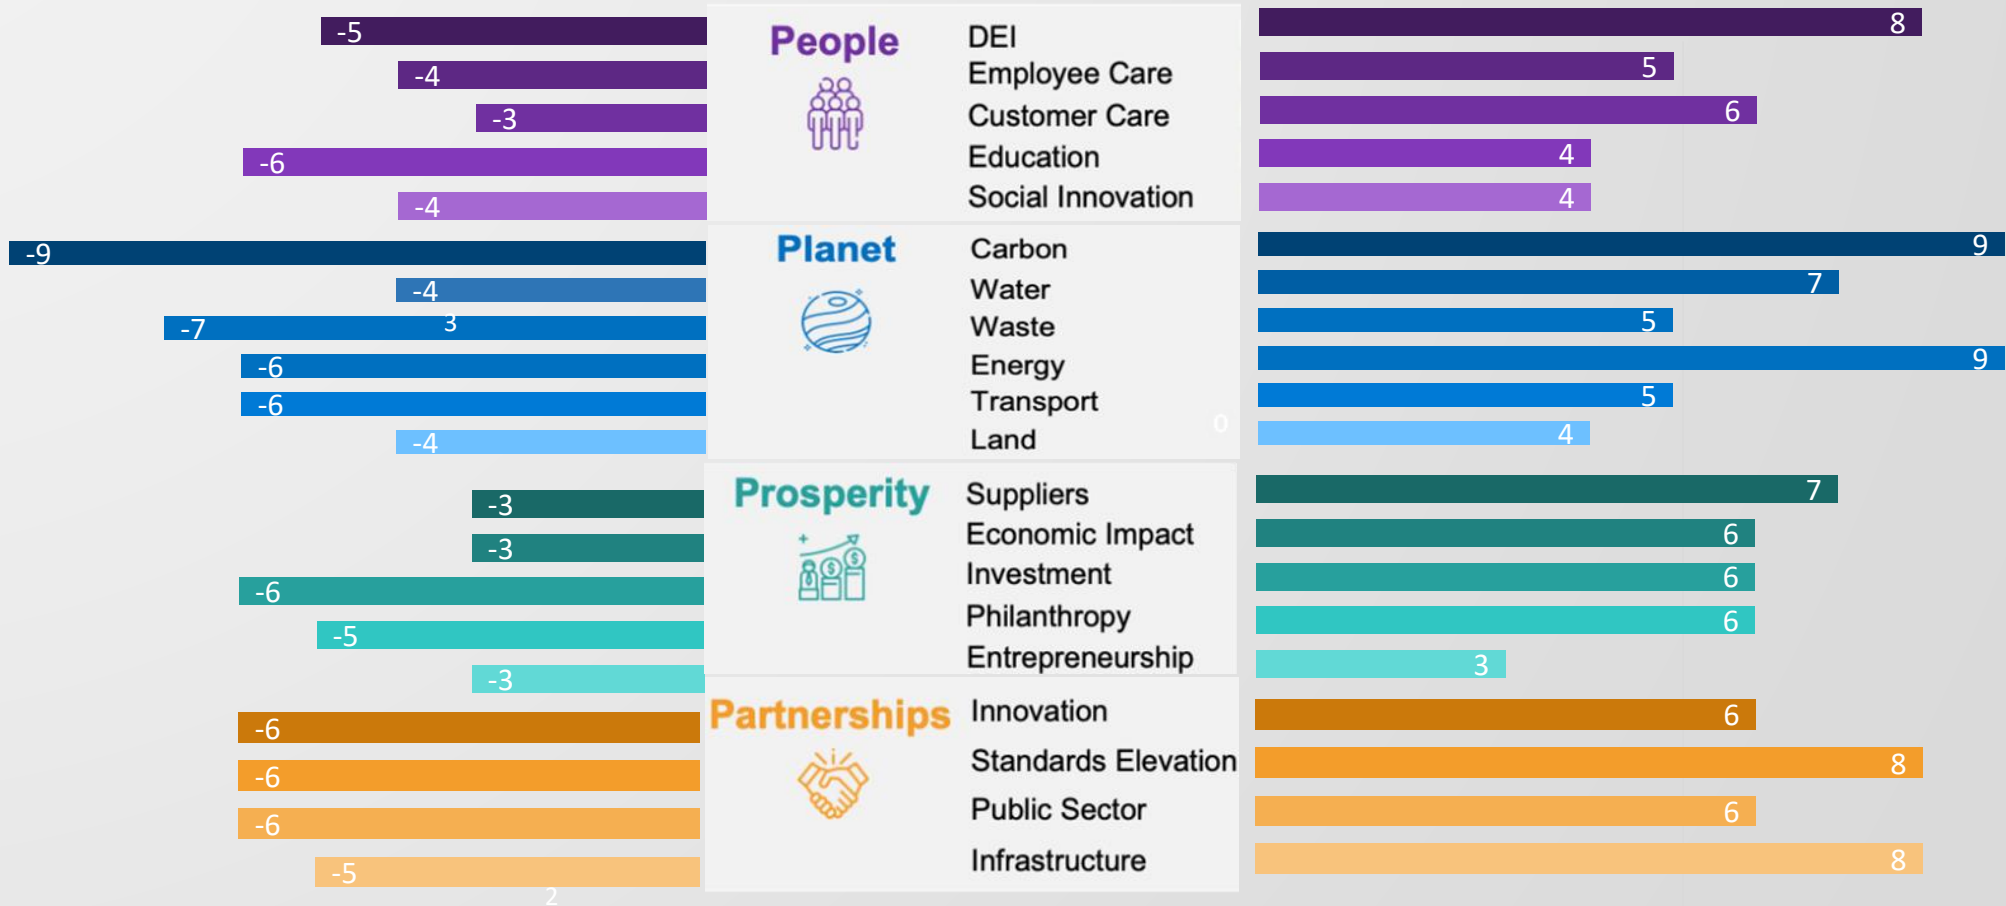 -5 People DEI 8
-4 Employee Care 5
-3 Customer Care 6
-6 Education 4
-4 Social Innovation 4
-9 Planet Carbon 9
-4 Water 7
-7 3 Waste 5
-6 Energy 9
-6 Transport 5
0
-4 Land 4
-3 Prosperity Suppliers 7
-3 Economic Impact 6
-6 Investment 6
-5 Philanthropy 6
-3 Entrepreneurship 3
-6 Partnerships Innovation 6
-6 Standards Elevation 8
-6 Public Sector 6
-5 Infrastructure 8
2